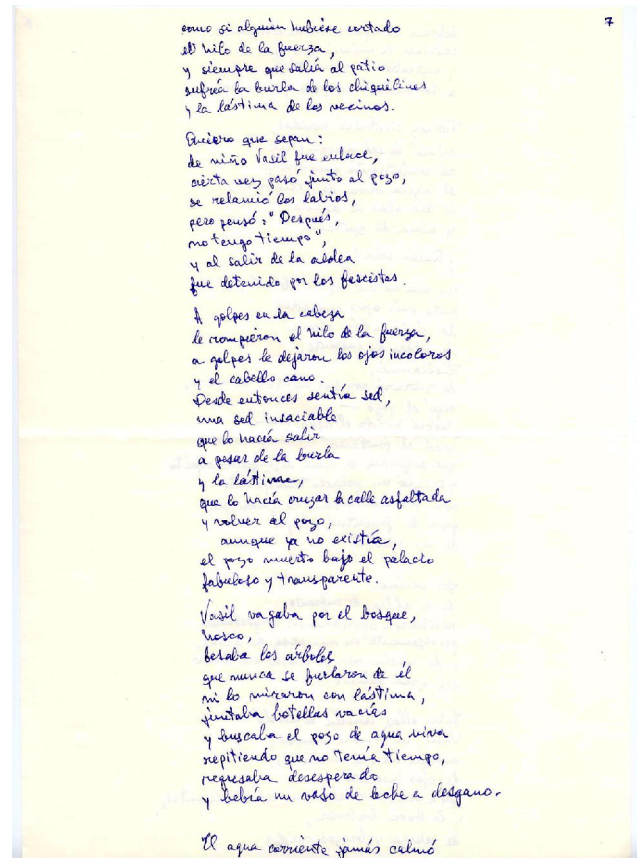 7
como si alguien hubiese cortado
el hilo de la fuerza,
y siempre que salía al patio
sufría la burla de los chiquilines
y la lástima de los vecinos.
Quiero que sepan:
de niño Vasil fue enlace,
cierta vez pasó junto al pozo,
se relamió los labios,
pero pensó: "Después,
no tengo tiempo",
y al salir de la aldea
fue detenido por los fascistas.
A golpes en la cabeza
le rompieron el hilo de la fuerza,
a golpes le dejaron los ojos incoloros
y el cabello cano.
Desde entonces sentía sed,
una sed insaciable
que lo hacía salir
a pesar de la burla
y la lástima,
que lo hacía cruzar la calle asfaltada
y volver al pozo,
aunque ya no existía,
el pozo muerto bajo el palacio
fabuloso y transparente.
Vasil vagaba por el bosque,
hosco,
besaba los árboles
que nunca se burlaron de él
ni lo miraron con lástima,
juntaba botellas vacías
y buscaba el pozo de agua viva
repitiendo que no tenía tiempo,
regresaba desesperado
y bebía un vaso de leche a desgano.
El agua corriente jamás calmó